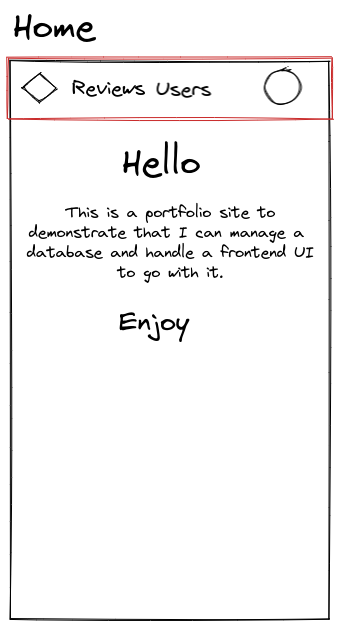 Home
Reviews Users
Hello
This is a portfolio site to
demonstrate that I can manage a
database and handle a frontend UI
to go with it.
Enjoy